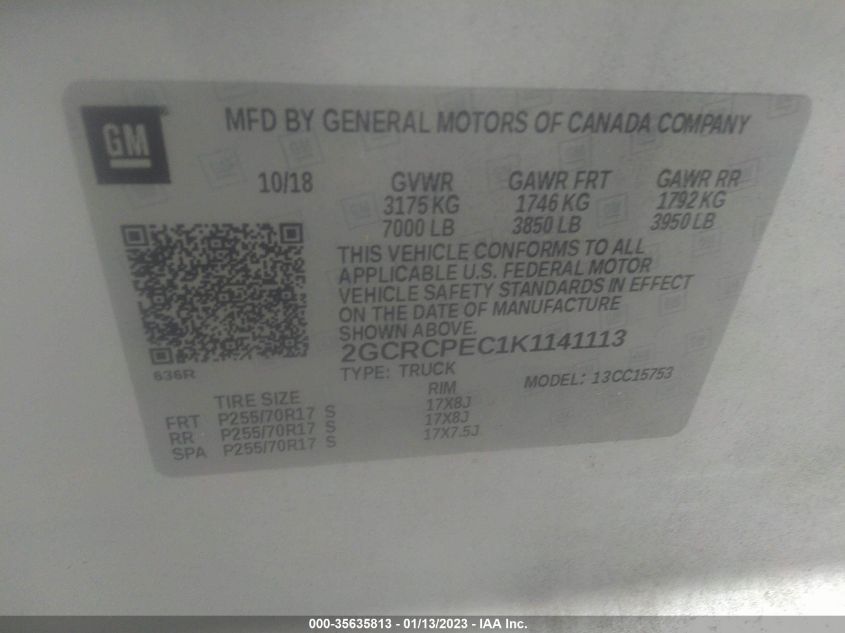 GM
MFD BY GENERAL MOTORS OF CANADA COMPANY
10/18 GVWR GAWR FRT GAWR RR
3175 KG 1746 KG 1792 KG
7000 LB 3850 LB 3950 LB
THIS VEHICLE CONFORMS TO ALL
APPLICABLE U.S. FEDERAL MOTOR
VEHICLE SAFETY STANDARDS IN EFFECT
ON THE DATE OF MANUFACTURE
SHOWN ABOVE.
2GCRCPEC1K1141113
636R TYPE: TRUCK MODEL: 13CC15753
TIRE SIZE RIM
FRT P255/70R17 S 17X8J
RR P255/70R17 S 17X8J
SPA P255/70R17 S 17X7.5J
000-35635813 - 01/13/2023 - IAA Inc.